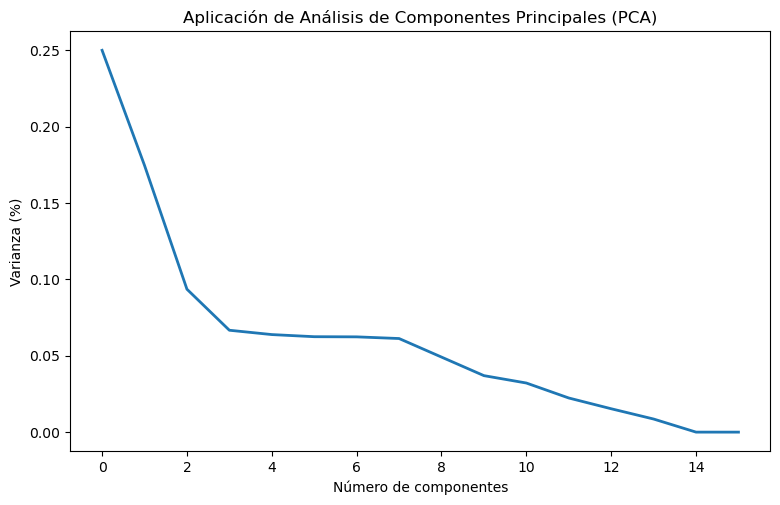 Aplicación de Análisis de Componentes Principales (PCA)
0.25
0.20
0.15
0.10
0.05
0.00
Varianza (%)
0 2 4 6 8 10 12 14
Número de componentes